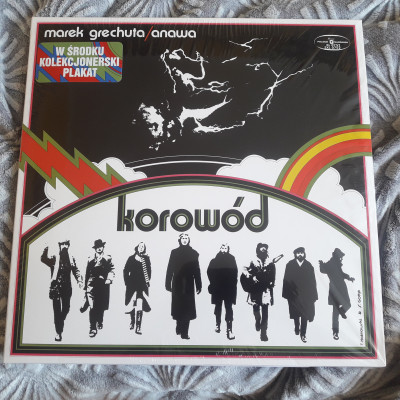 marek grechuta/anawa
W ŚRODKU
KOLEKCJONERSKI
PLAKAT
korowód